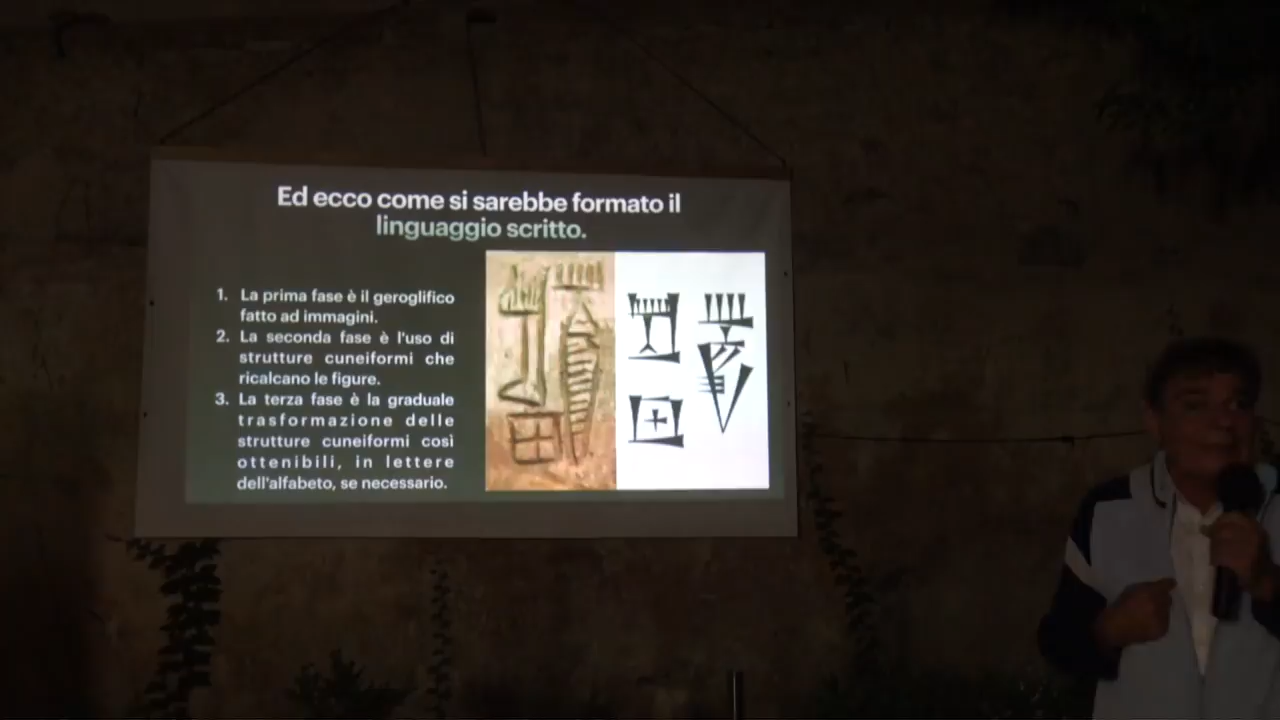 Ed ecco come si sarebbe formato il
linguaggio scritto.
1. La prima fase è il geroglifico
fatto ad immagini.
2. La seconda fase è l'uso di
strutture cuneiformi che
ricalcano le figure.
3. La terza fase è la graduale
trasformazione delle
strutture cuneiformi così
ottenibili, in lettere
dell'alfabeto, se necessario.